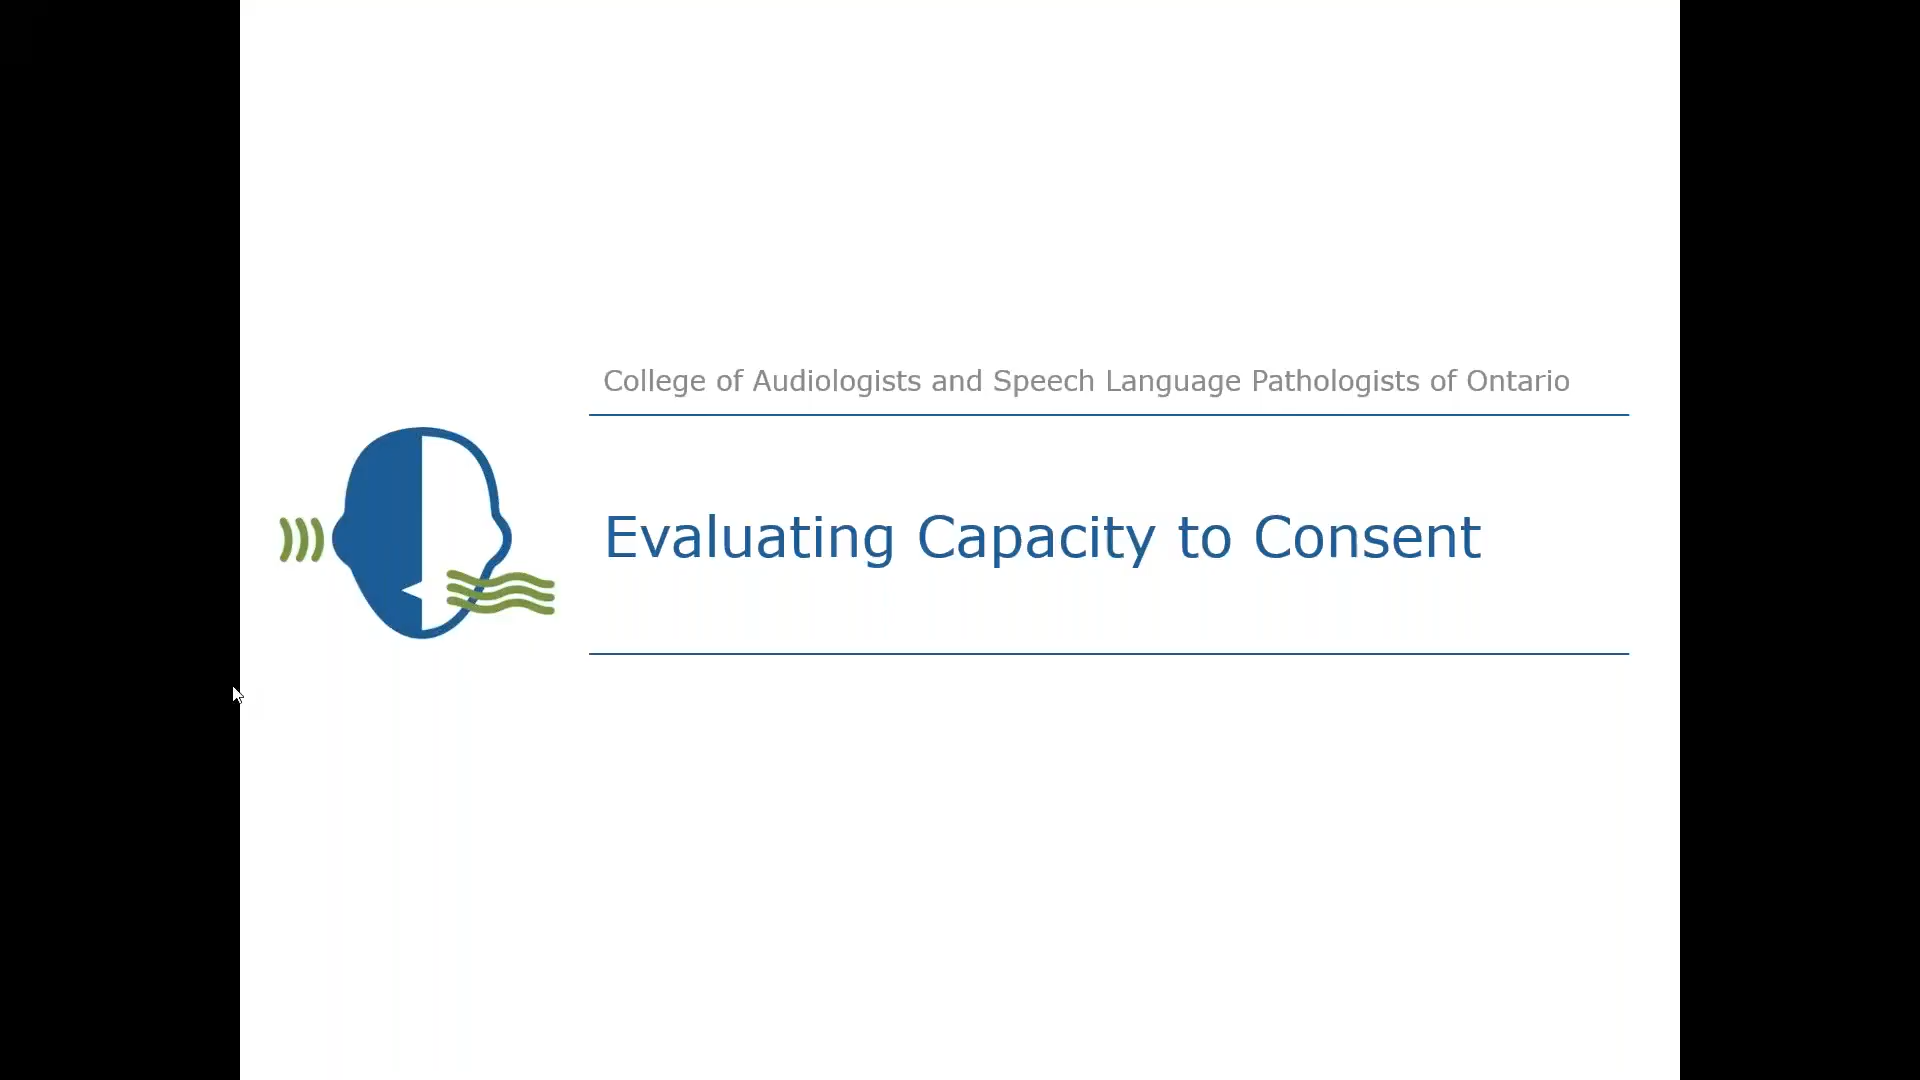 College of Audiologists and Speech Language Pathologists of Ontario
Evaluating Capacity to Consent